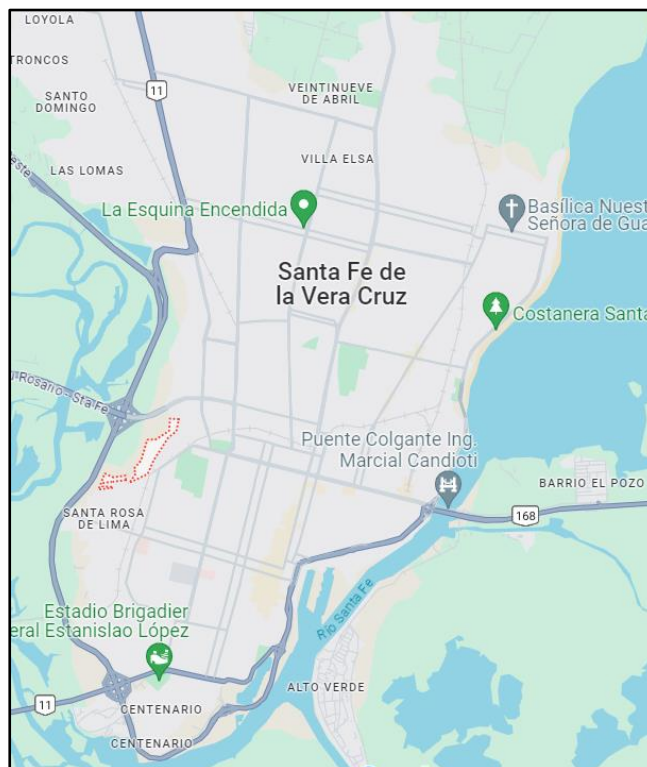 LOYOLA
TRONCOS
11
SANTO
DOMINGO
VEINTINUEVE
DE ABRIL
VILLA ELSA
LAS LOMAS
La Esquina Encendida
Basílica Nuest
Señora de Gua
Santa Fe de
la Vera Cruz
Costanera Santa
Rosario - Sta Fe
Puente Colgante Ing.
Marcial Candioti
BARRIO EL POZO
168
SANTA ROSA
DE LIMA
Río Santa Fe
Estadio Brigadier
eral Estanislao López
ALTO VERDE
11
CENTENARIO
CENTENARIO